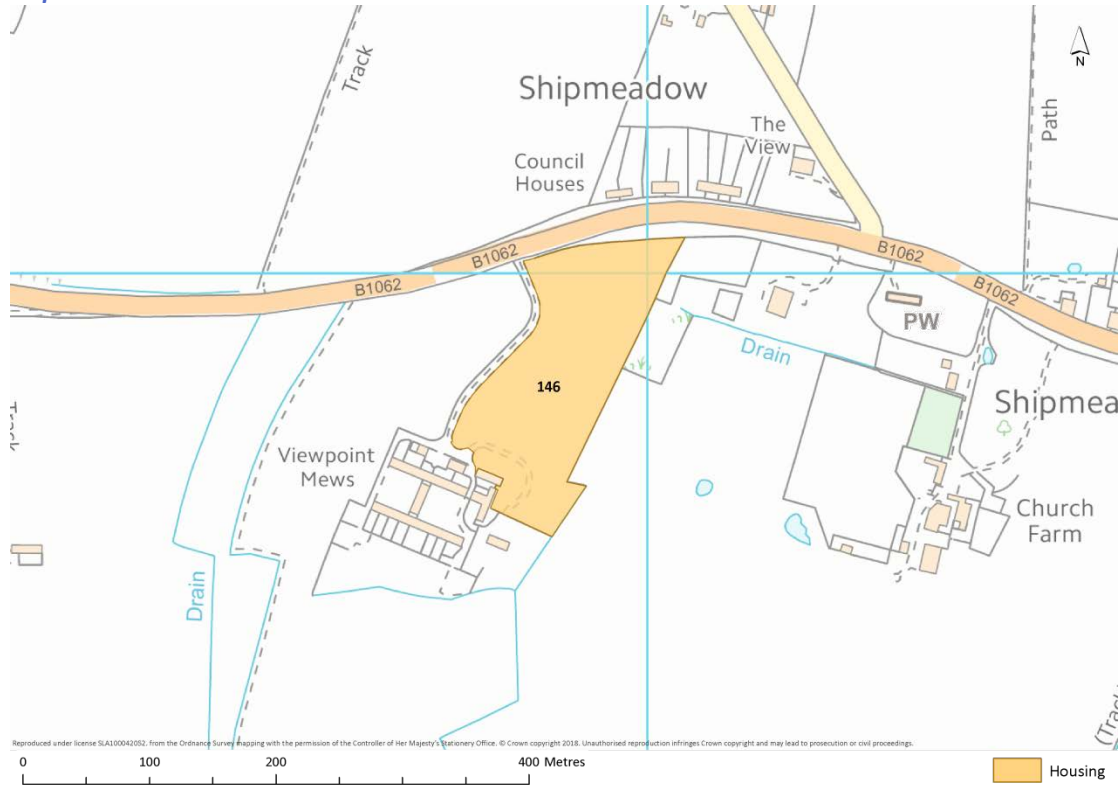 Track
Shipmeadow
N
Path
The
View
Council
Houses
B1062
B1062
B1062
B1062
PW
Drain
146
Shipmea
Viewpoint
Mews
Church
Farm
Drain
(Track
Reproduced under license SLA100042052, from the Ordnance Survey mapping with the permission of the Controller of Her Majesty's Stationery Office. © Crown copyright 2018. Unauthorised reproduction infringes Crown copyright and may lead to prosecution or civil proceedings.
0 100 200 400 Metres
Housing